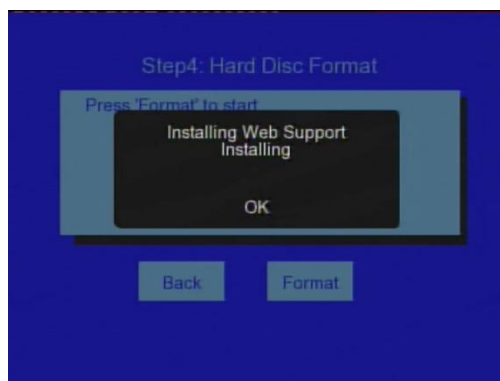 Step4: Hard Disc Format
Press 'Format' to start
Installing Web Support
Installing
OK
Back
Format